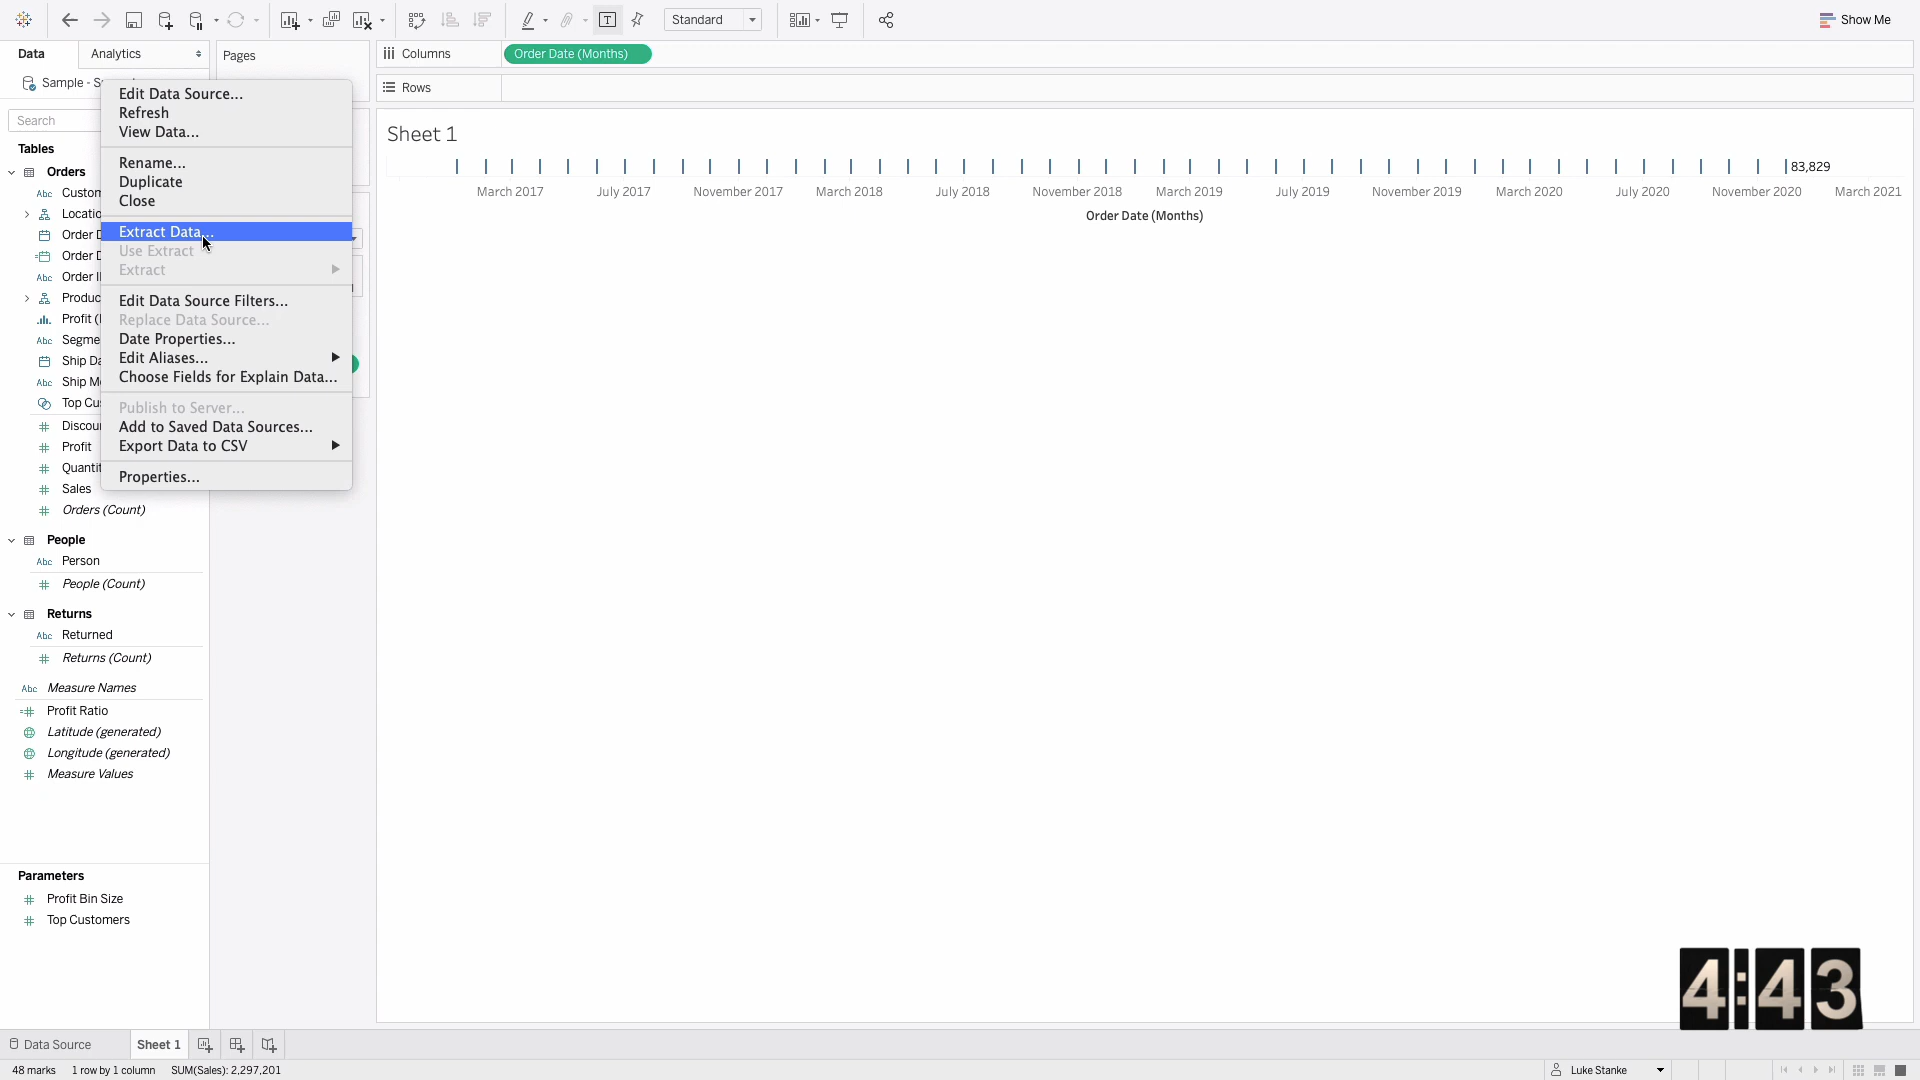 Standard
Show Me
Data
Analytics
Pages
Columns
Order Date (Months)
Sample - S
Rows
Search
Tables
Orders
Custom
Locatio
Order D
Order D
Order I
Produc
Profit (
Segme
Ship Da
Ship M
Top Cu
Discou
Profit
Quantit
Sales
Orders (Count)
People
Person
People (Count)
Returns
Returned
Returns (Count)
Measure Names
Profit Ratio
Latitude (generated)
Longitude (generated)
Measure Values
Parameters
Profit Bin Size
Top Customers
Edit Data Source...
Refresh
View Data...
Rename...
Duplicate
Close
Extract Data...
Use Extract
Extract
Edit Data Source Filters...
Replace Data Source...
Date Properties...
Edit Aliases...
Choose Fields for Explain Data...
Publish to Server...
Add to Saved Data Sources...
Export Data to CSV
Properties...
Sheet 1
83,829
March 2017 July 2017 November 2017 March 2018 July 2018 November 2018 March 2019 July 2019 November 2019 March 2020 July 2020 November 2020 March 2021
Order Date (Months)
4:43
Data Source
Sheet 1
48 marks 1 row by 1 column SUM(Sales): 2,297,201
Luke Stanke